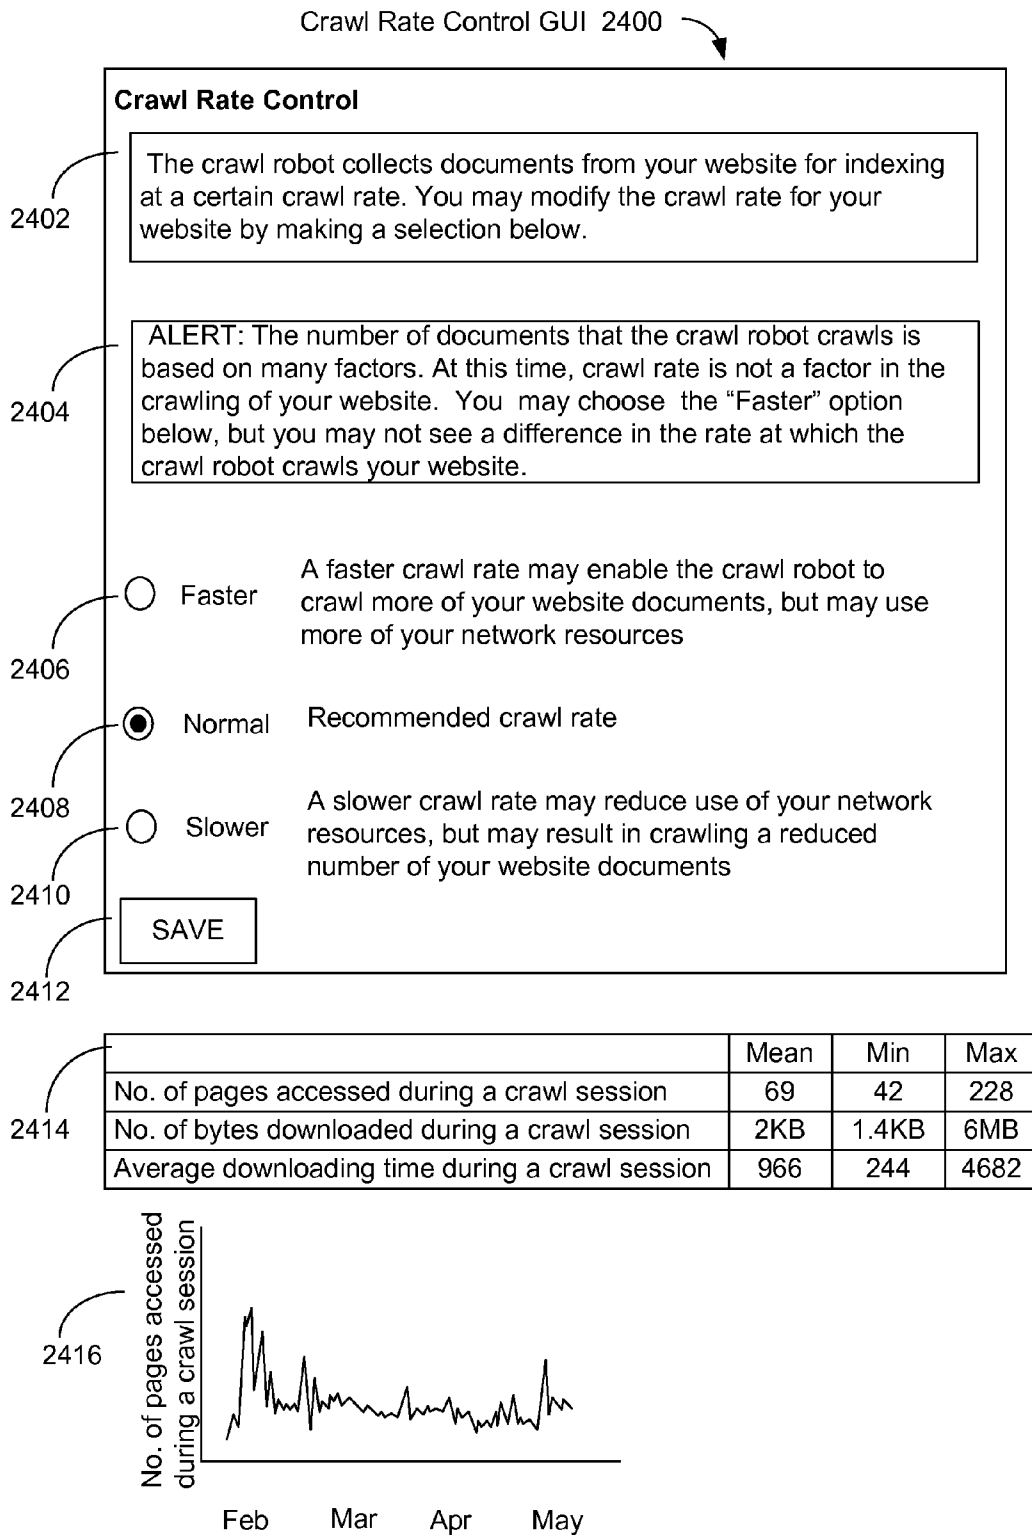 Crawl Rate Control GUI 2400
Crawl Rate Control
The crawl robot collects documents from your website for indexing
at a certain crawl rate. You may modify the crawl rate for your
website by making a selection below.
2402
ALERT: The number of documents that the crawl robot crawls is
based on many factors. At this time, crawl rate is not a factor in the
crawling of your website. You may choose the “Faster” option
below, but you may not see a difference in the rate at which the
crawl robot crawls your website.
2404
Faster
A faster crawl rate may enable the crawl robot to
crawl more of your website documents, but may use
more of your network resources
2406
Normal
Recommended crawl rate
2408
Slower
A slower crawl rate may reduce use of your network
resources, but may result in crawling a reduced
number of your website documents
2410
SAVE
2412
Mean Min Max
No. of pages accessed during a crawl session 69 42 228
No. of bytes downloaded during a crawl session 2KB 1.4KB 6MB
Average downloading time during a crawl session 966 244 4682
2414
No. of pages accessed
during a crawl session
2416
Feb Mar Apr May